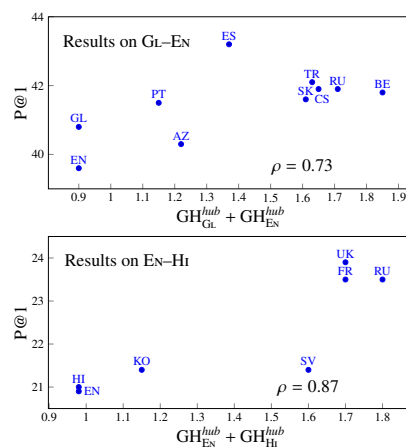 Results on GL–EN
P@1
44
42
40
ES
TR
RU
BE
SK
CS
PT
GL
AZ
EN
ρ = 0.73
0.9 1 1.1 1.2 1.3 1.4 1.5 1.6 1.7 1.8 1.9
GH^hub_GL + GH^hub_EN
Results on EN–HI
P@1
24
23
22
21
UK
FR
RU
KO
SV
HI
EN
ρ = 0.87
1 1.1 1.2 1.3 1.4 1.5 1.6 1.7 1.8
GH^hub_EN + GH^hub_HI